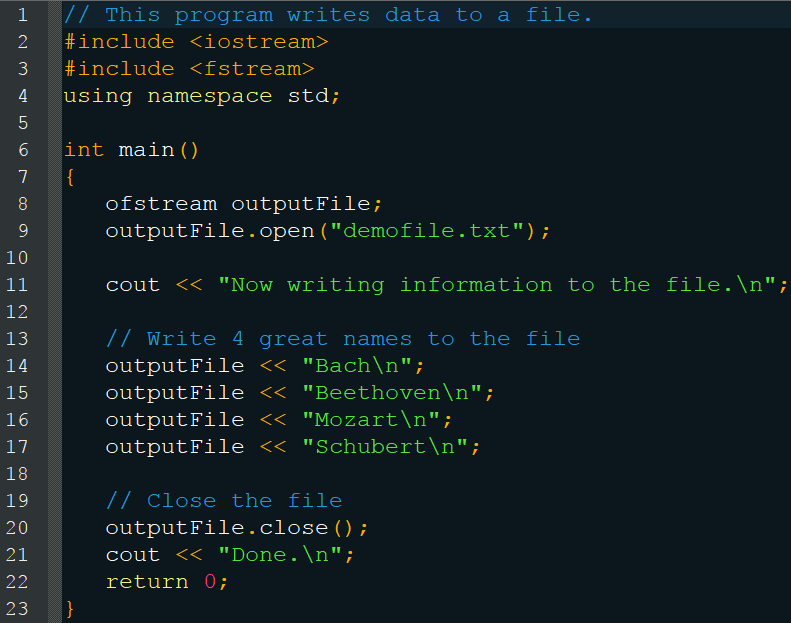 1 // This program writes data to a file.
2 #include <iostream>
3 #include <fstream>
4 using namespace std;
5
6 int main()
7 {
8    ofstream outputFile;
9    outputFile.open("demofile.txt");
10
11    cout << "Now writing information to the file.\n";
12
13    // Write 4 great names to the file
14    outputFile << "Bach\n";
15    outputFile << "Beethoven\n";
16    outputFile << "Mozart\n";
17    outputFile << "Schubert\n";
18
19    // Close the file
20    outputFile.close();
21    cout << "Done.\n";
22    return 0;
23 }